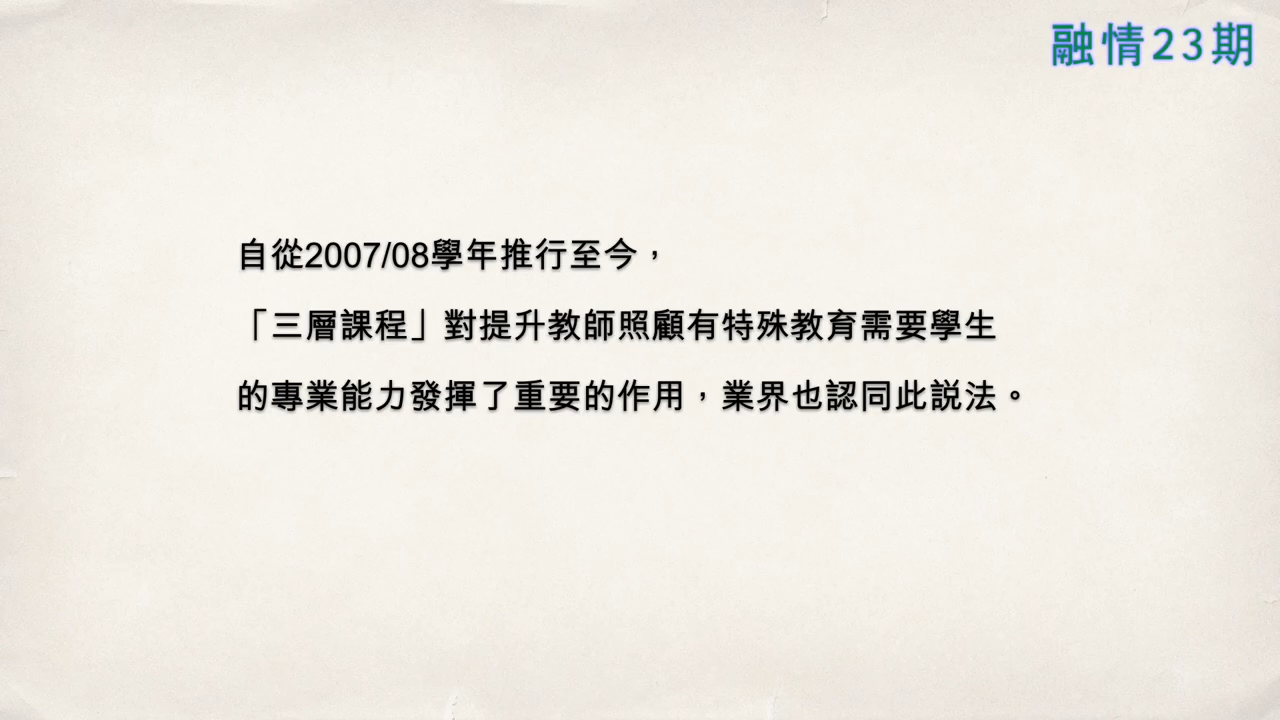 融情23期
自從2007/08學年推行至今，
「三層課程」對提升教師照顧有特殊教育需要學生
的專業能力發揮了重要的作用，業界也認同此説法。